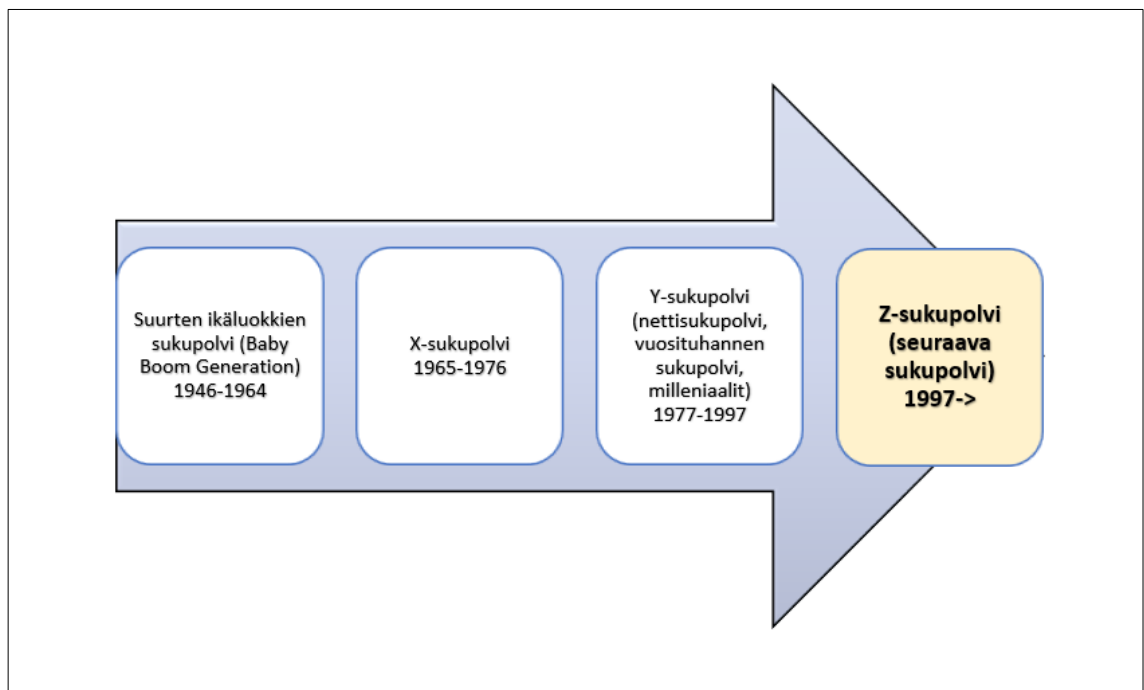 Suurten ikäluokkien
sukupolvi (Baby
Boom Generation)
1946-1964
X-sukupolvi
1965-1976
Y-sukupolvi
(nettisukupolvi,
vuosituhannen
sukupolvi,
milleniaalit)
1977-1997
Z-sukupolvi
(seuraava
sukupolvi)
1997->